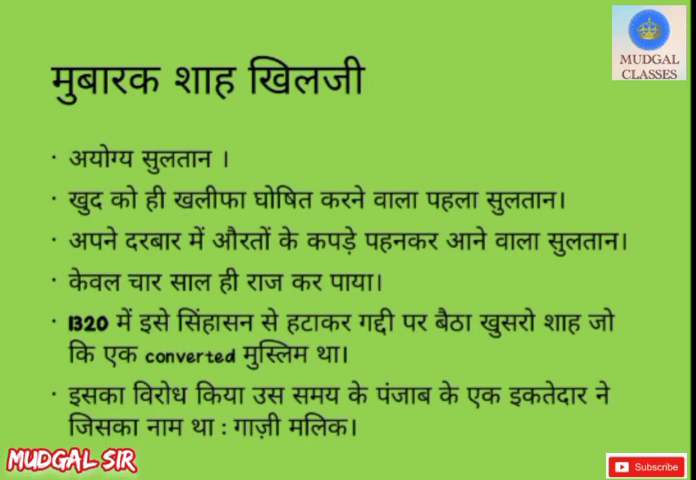 MUDGAL
CLASSES
मुबारक शाह खिलजी
· अयोग्य सुलतान ।
· खुद को ही खलीफा घोषित करने वाला पहला सुलतान।
· अपने दरबार में औरतों के कपड़े पहनकर आने वाला सुलतान।
· केवल चार साल ही राज कर पाया।
· 1320 में इसे सिंहासन से हटाकर गद्दी पर बैठा खुसरो शाह जो
कि एक converted मुस्लिम था।
· इसका विरोध किया उस समय के पंजाब के एक इकतेदार ने
जिसका नाम था : गाज़ी मलिक।
MUDGAL SIR
Subscribe